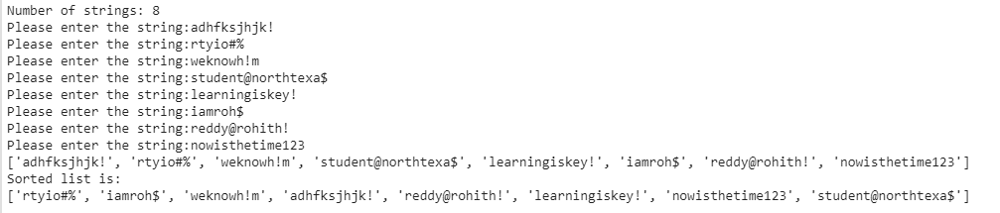 Number of strings: 8
Please enter the string:adhfksjhjk!
Please enter the string:rtyio#%
Please enter the string:weknowh!m
Please enter the string:student@northtexa$
Please enter the string:learningiskey!
Please enter the string:iamroh$
Please enter the string:reddy@rohith!
Please enter the string:nowisthetime123
['adhfksjhjk!', 'rtyio#%', 'weknowh!m', 'student@northtexa$', 'learningiskey!', 'iamroh$', 'reddy@rohith!', 'nowisthetime123']
Sorted list is:
['rtyio#%', 'iamroh$', 'weknowh!m', 'adhfksjhjk!', 'reddy@rohith!', 'learningiskey!', 'nowisthetime123', 'student@northtexa$']